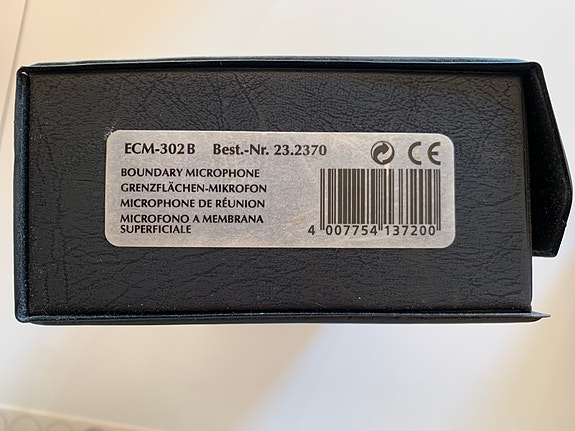 ECM-302B Best.-Nr. 23.2370 CE
BOUNDARY MICROPHONE
GRENZFLÄCHEN-MIKROFON
MICROPHONE DE RÉUNION
MICROFONO A MEMBRANA
SUPERFICIALE
4 007754 137200